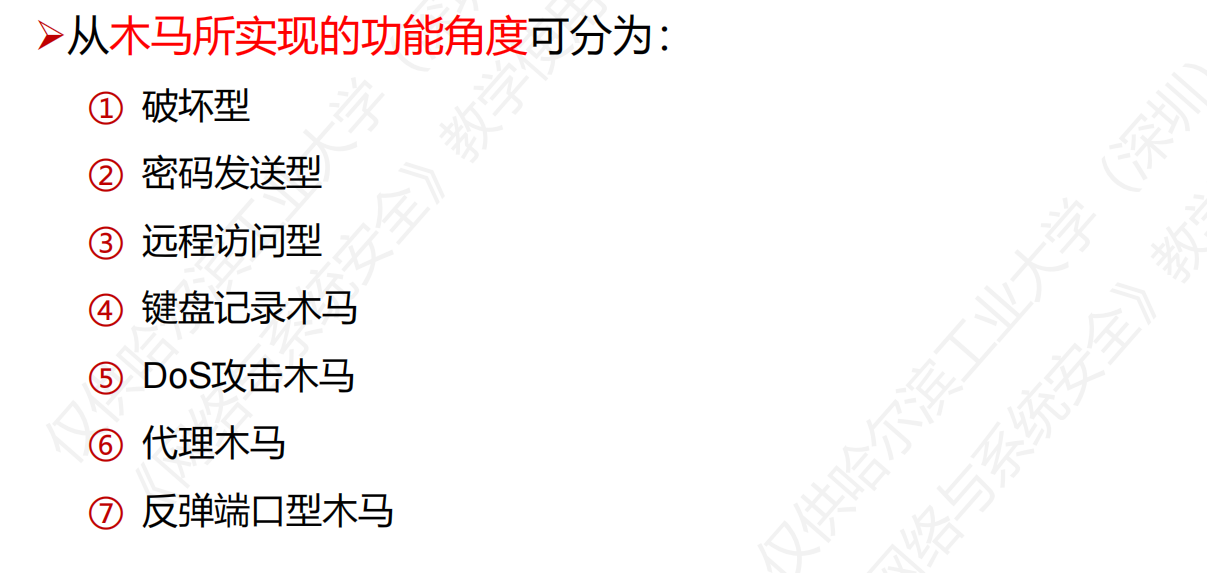 ➢从木马所实现的功能角度可分为：
① 破坏型
② 密码发送型
③ 远程访问型
④ 键盘记录木马
⑤ DoS攻击木马
⑥ 代理木马
⑦ 反弹端口型木马
仅供哈尔滨工业大学（深圳）
《网络与系统安全》教学使用
仅供哈尔滨工业大学（深圳）
网络与系统安全》教学